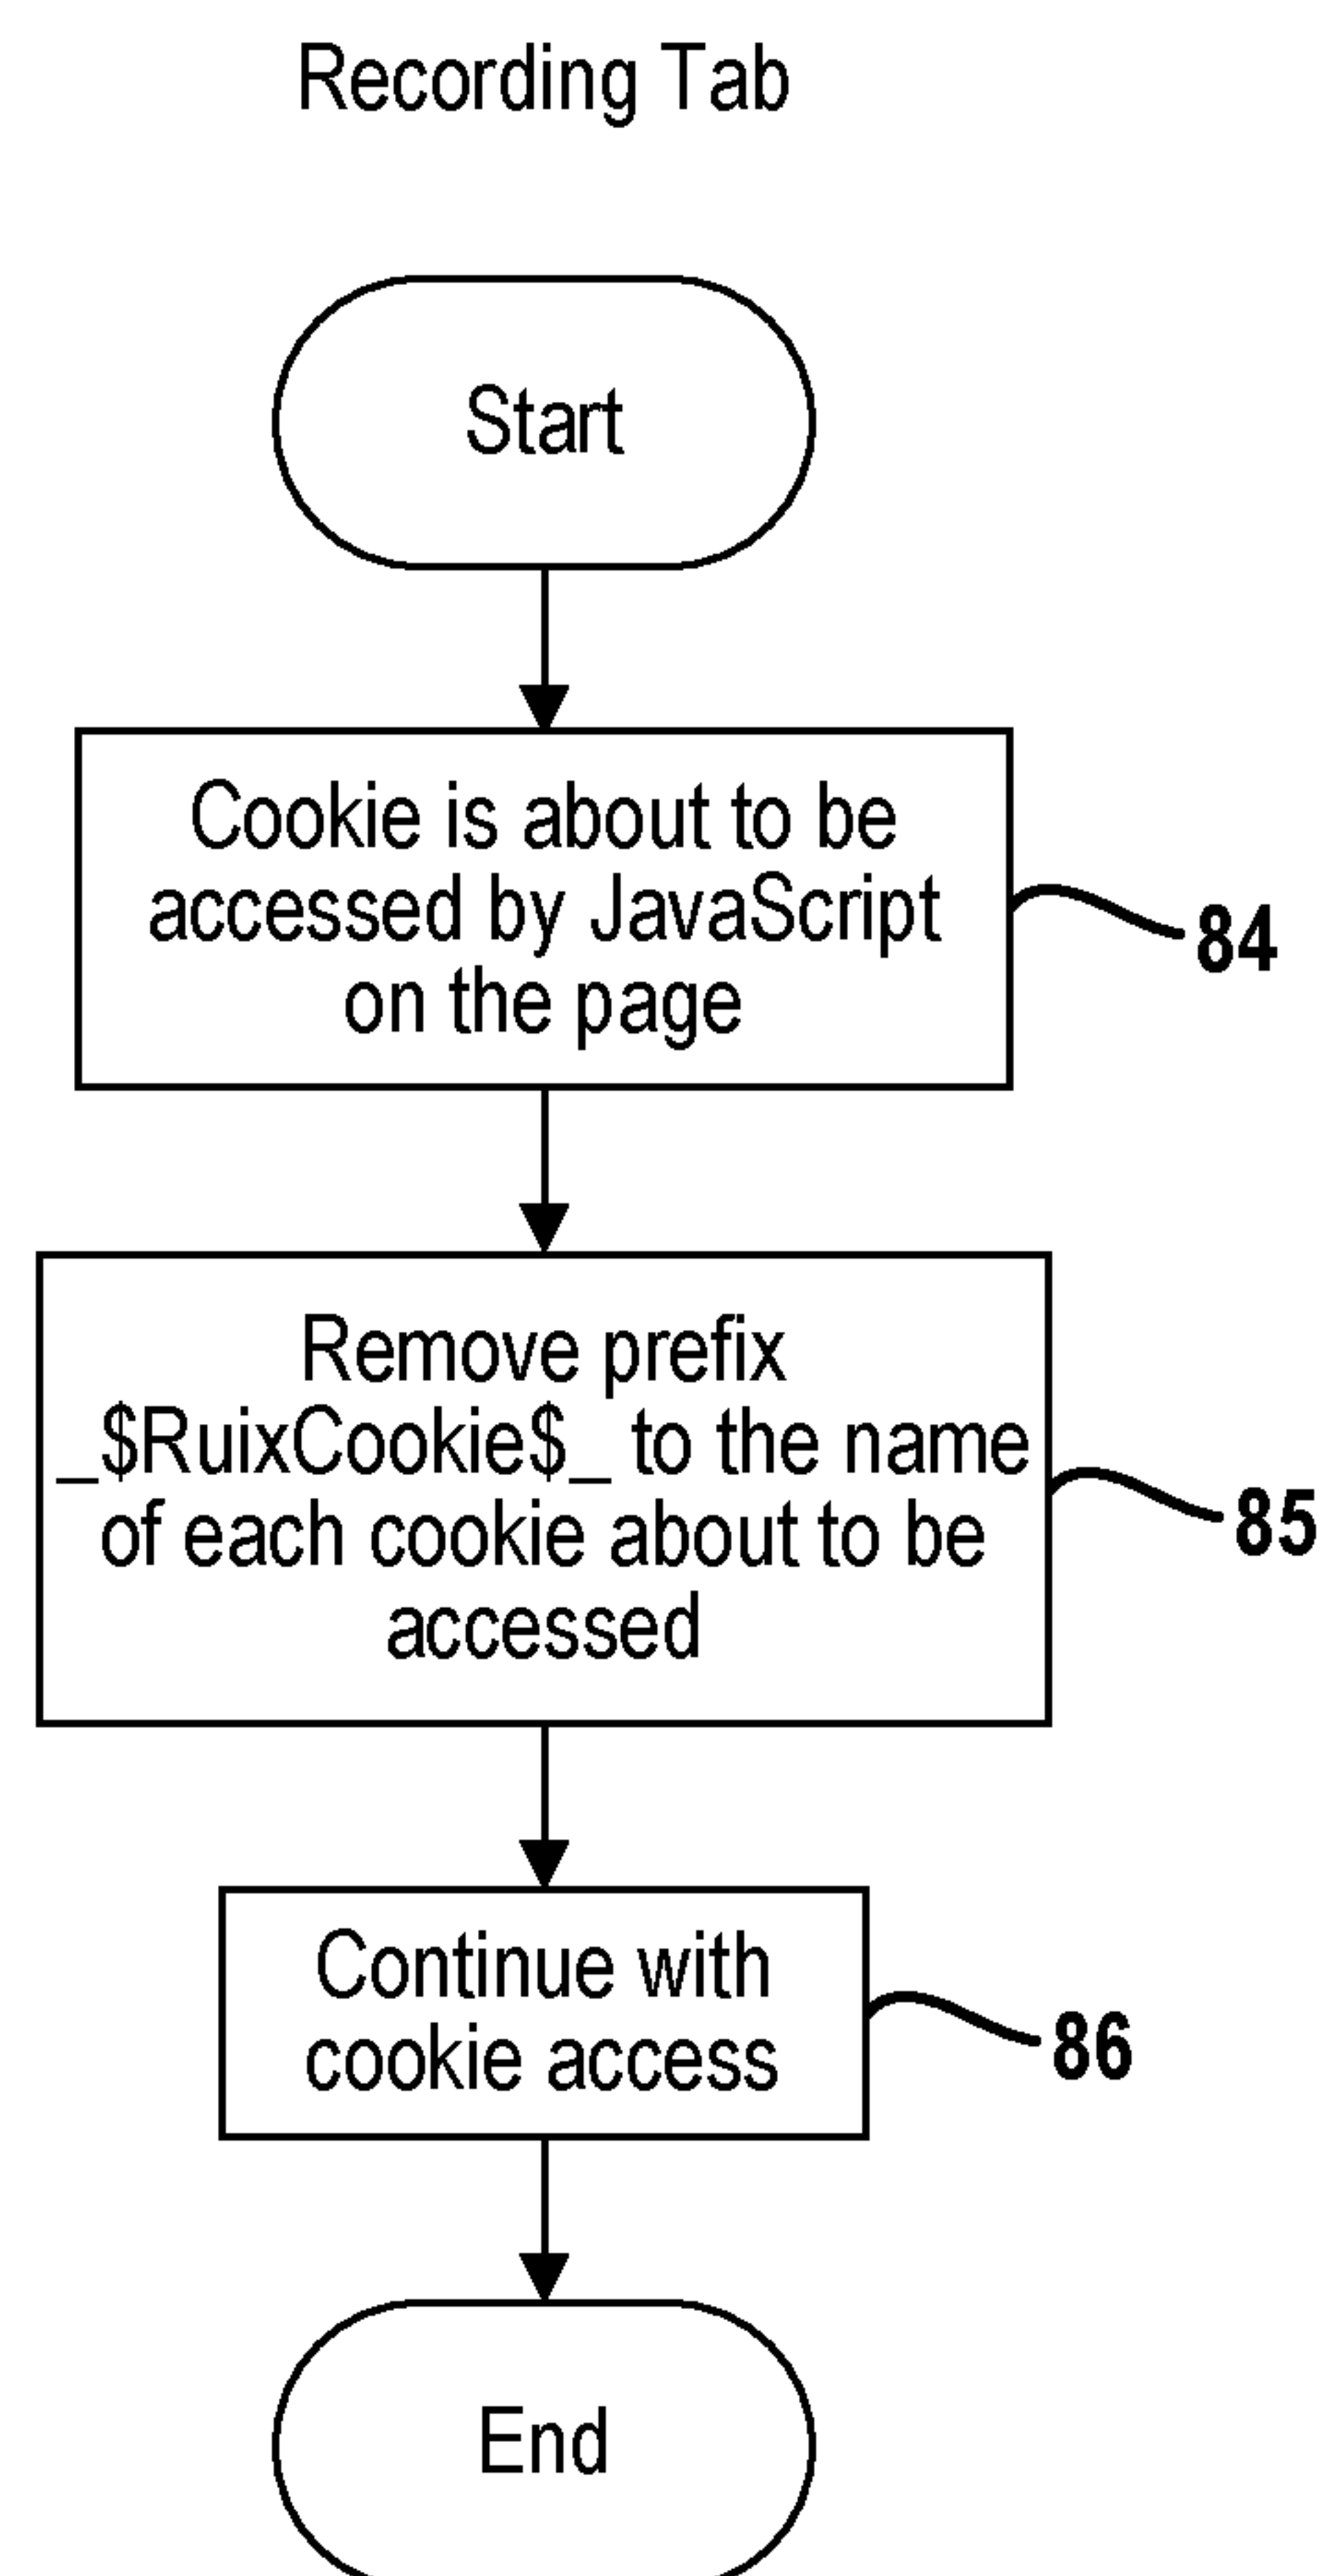 Recording Tab
Start
Cookie is about to be
accessed by JavaScript
on the page
84
Remove prefix
_$RuixCookie$_ to the name
of each cookie about to be
accessed
85
Continue with
cookie access
86
End